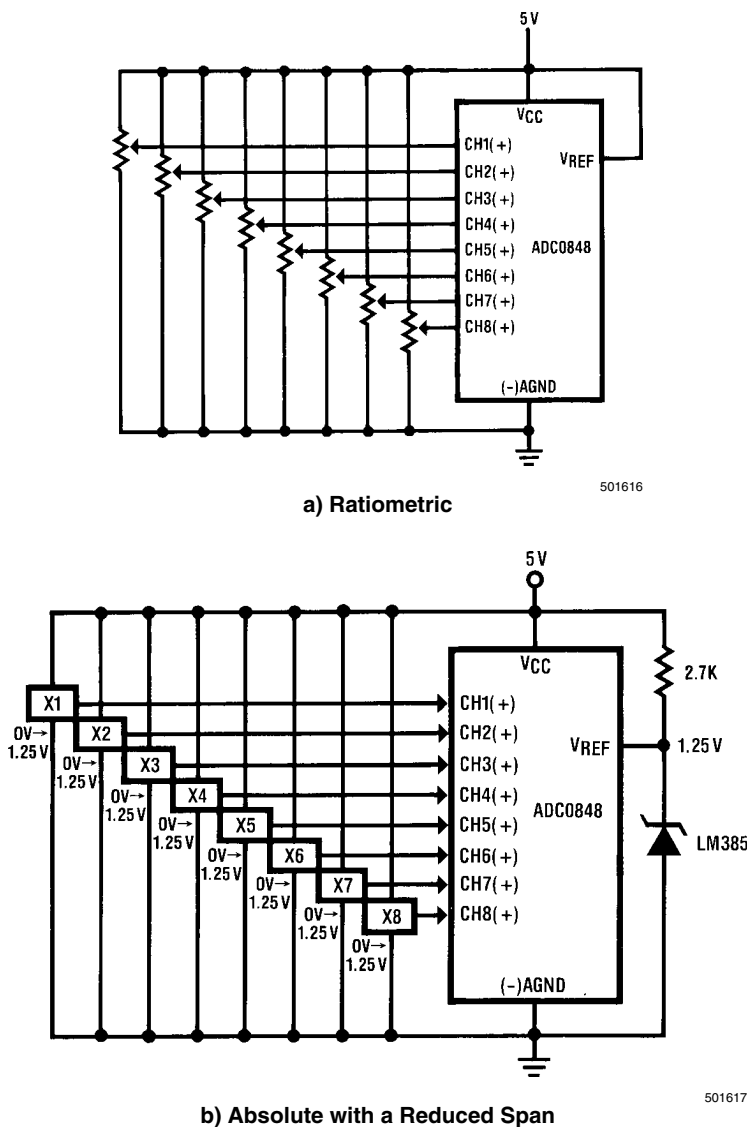 5 V
VCC
CH1(+)
VREF
CH2(+)
CH3(+)
CH4(+)
CH5(+)
ADC0848
CH6(+)
CH7(+)
CH8(+)
(−)AGND
501616
a) Ratiometric
5 V
VCC
2.7K
X1
CH1(+)
0V→
1.25V
X2
CH2(+)
VREF
1.25 V
0V→
1.25V
X3
CH3(+)
0V→
1.25V
X4
CH4(+)
ADC0848
0V→
1.25V
X5
CH5(+)
LM385
0V→
1.25V
X6
CH6(+)
0V→
1.25V
X7
CH7(+)
0V→
1.25V
X8
CH8(+)
0V→
1.25V
(−)AGND
501617
b) Absolute with a Reduced Span